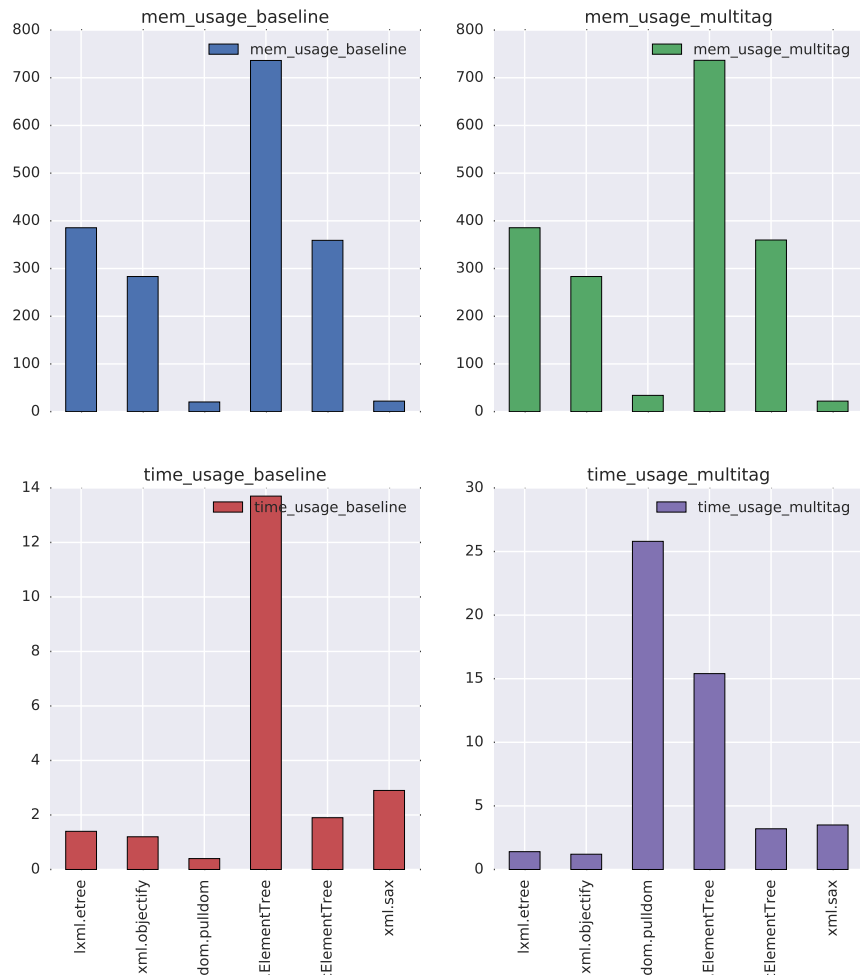 mem_usage_baseline
mem_usage_baseline
800
700
600
500
400
300
200
100
0
mem_usage_multitag
mem_usage_multitag
800
700
600
500
400
300
200
100
0
time_usage_baseline
time_usage_baseline
14
12
10
8
6
4
2
0
lxml.etree
xml.objectify
dom.pulldom
.ElementTree
:ElementTree
xml.sax
time_usage_multitag
time_usage_multitag
30
25
20
15
10
5
0
lxml.etree
xml.objectify
dom.pulldom
.ElementTree
:ElementTree
xml.sax